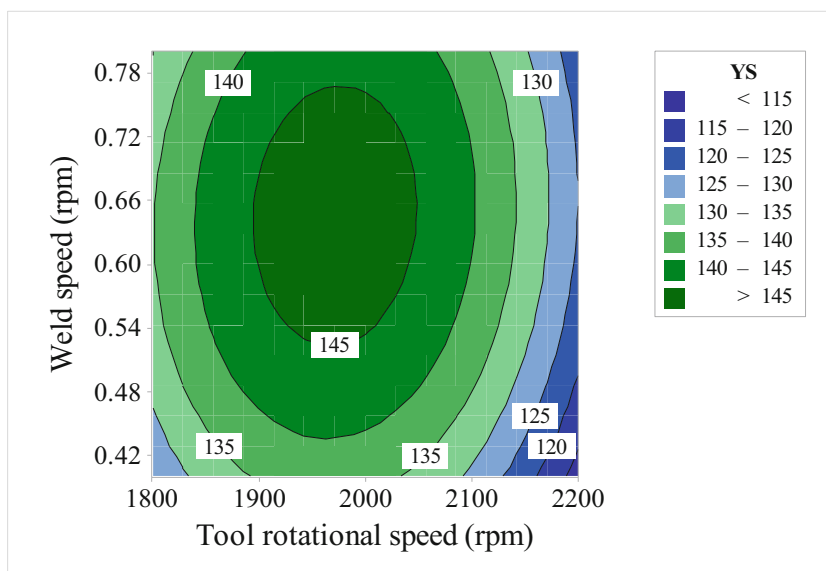 YS
< 115
115 – 120
120 – 125
125 – 130
130 – 135
135 – 140
140 – 145
> 145
Weld speed (rpm)
0.78
0.72
0.66
0.60
0.54
0.48
0.42
140
130
145
125
135
135
120
1800 1900 2000 2100 2200
Tool rotational speed (rpm)